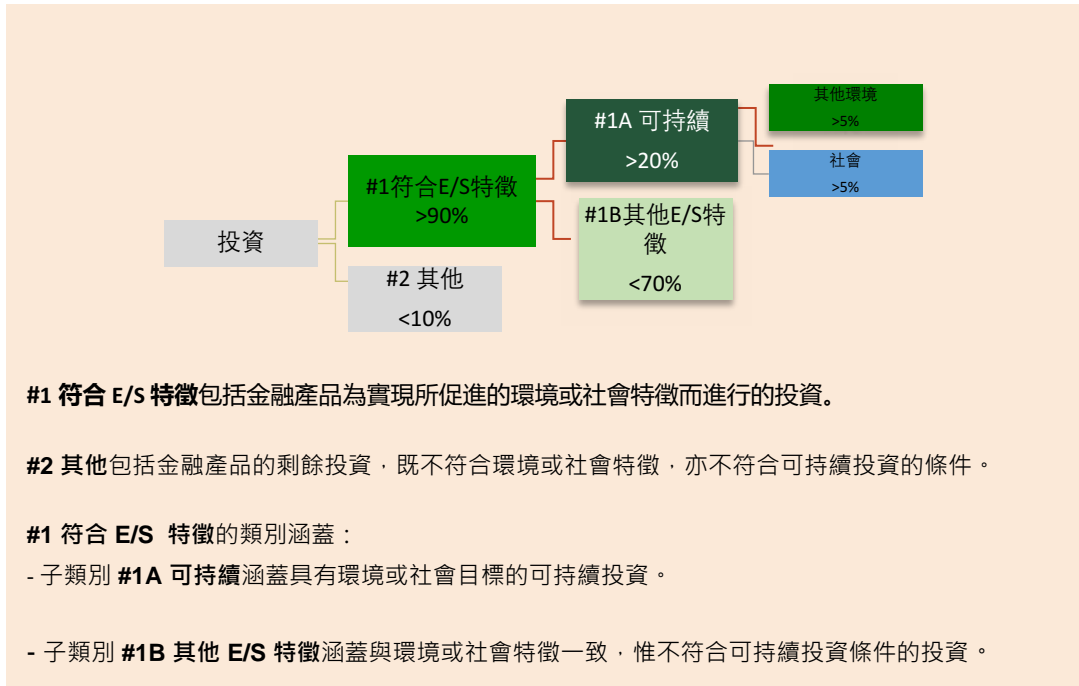 投資
#1符合E/S特徵
>90%
#2 其他
<10%
#1A 可持續
>20%
#1B其他E/S特
徵
<70%
其他環境
>5%
社會
>5%
#1 符合 E/S 特徵包括金融產品為實現所促進的環境或社會特徵而進行的投資。
#2 其他包括金融產品的剩餘投資，既不符合環境或社會特徵，亦不符合可持續投資的條件。
#1 符合 E/S 特徵的類別涵蓋：
- 子類別 #1A 可持續涵蓋具有環境或社會目標的可持續投資。
- 子類別 #1B 其他 E/S 特徵涵蓋與環境或社會特徵一致，惟不符合可持續投資條件的投資。